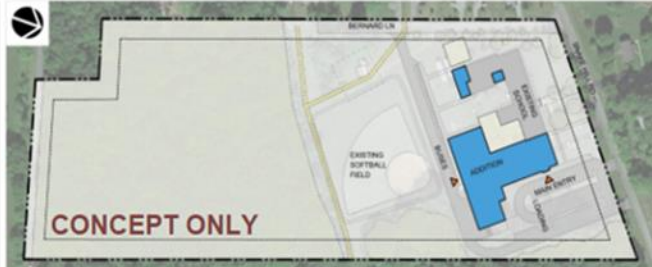 BERNARD LN
EXISTING
SCHOOL
EXISTING
SOFTBALL
FIELD
BUSES
ADDITION
MAIN ENTRY
LOADING
CONCEPT ONLY